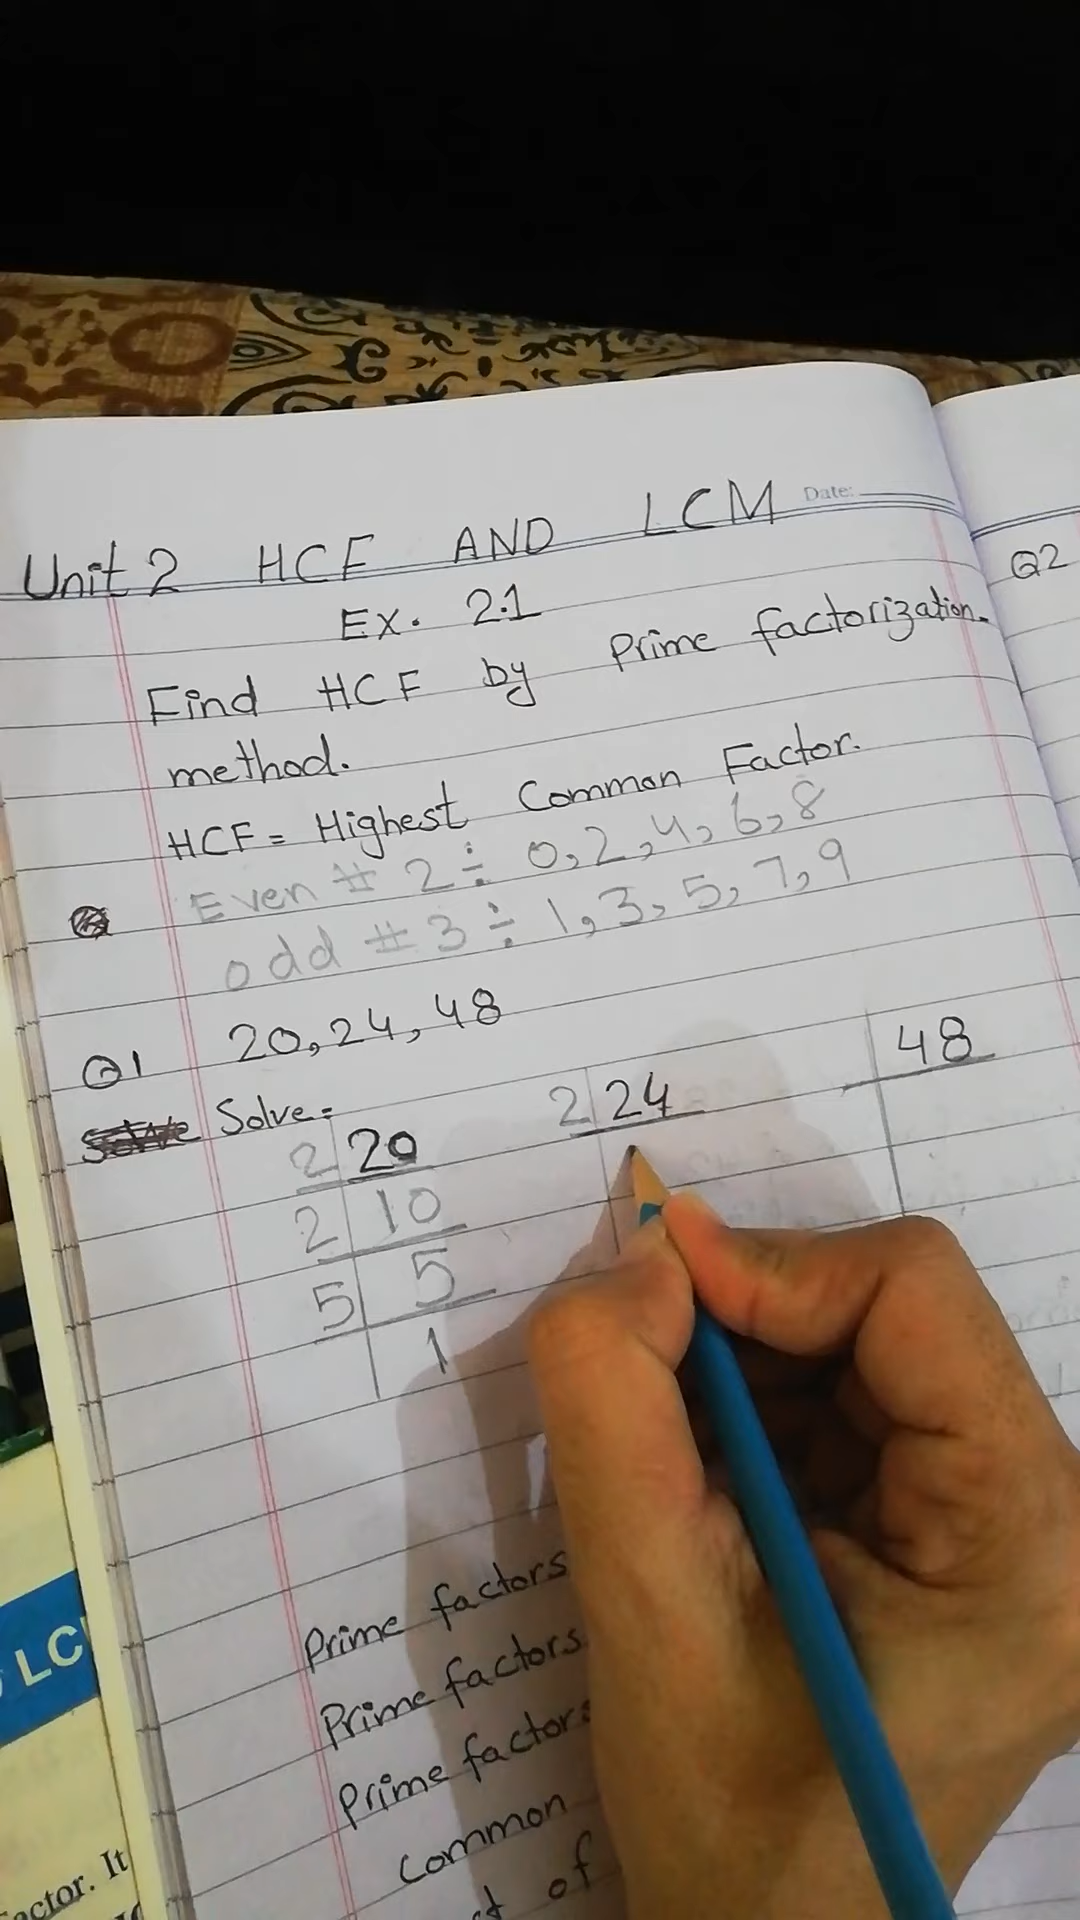 Date:
Unit 2 HCF AND LCM
Q2
Ex. 2.1
Find HCF by Prime factorization.
method.
HCF = Highest Common Factor.
Even # 2 ÷ 0,2,4,6,8
odd # 3 ÷ 1,3,5,7,9
Q1 20,24,48
Solve=
2 20
2 10
5 5
1
2 24
48
Prime factors
Prime factors
Prime factors
Common
of
LC
actor. It